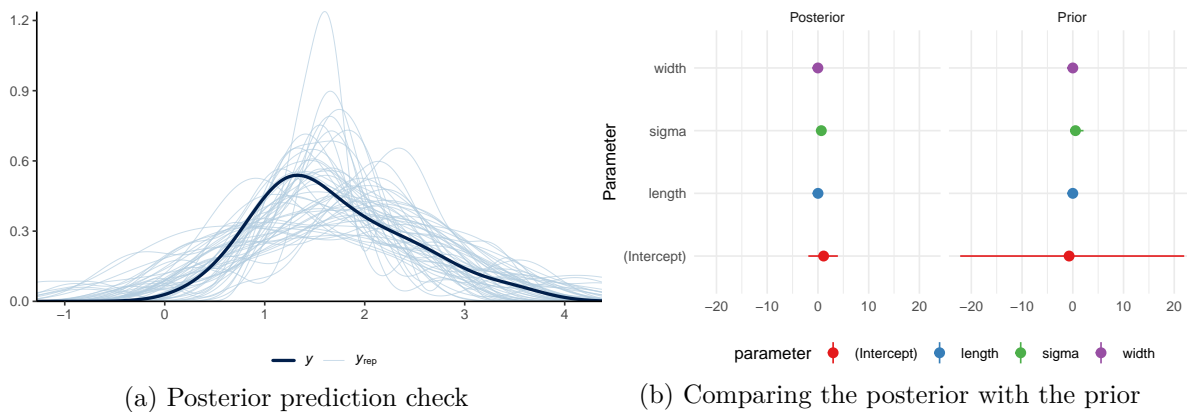 1.2
0.9
0.6
0.3
0.0
−1 0 1 2 3 4
y yrep
(a) Posterior prediction check
Posterior Prior
Parameter
width
sigma
length
(Intercept)
−20 −10 0 10 20 −20 −10 0 10 20
parameter (Intercept) length sigma width
(b) Comparing the posterior with the prior